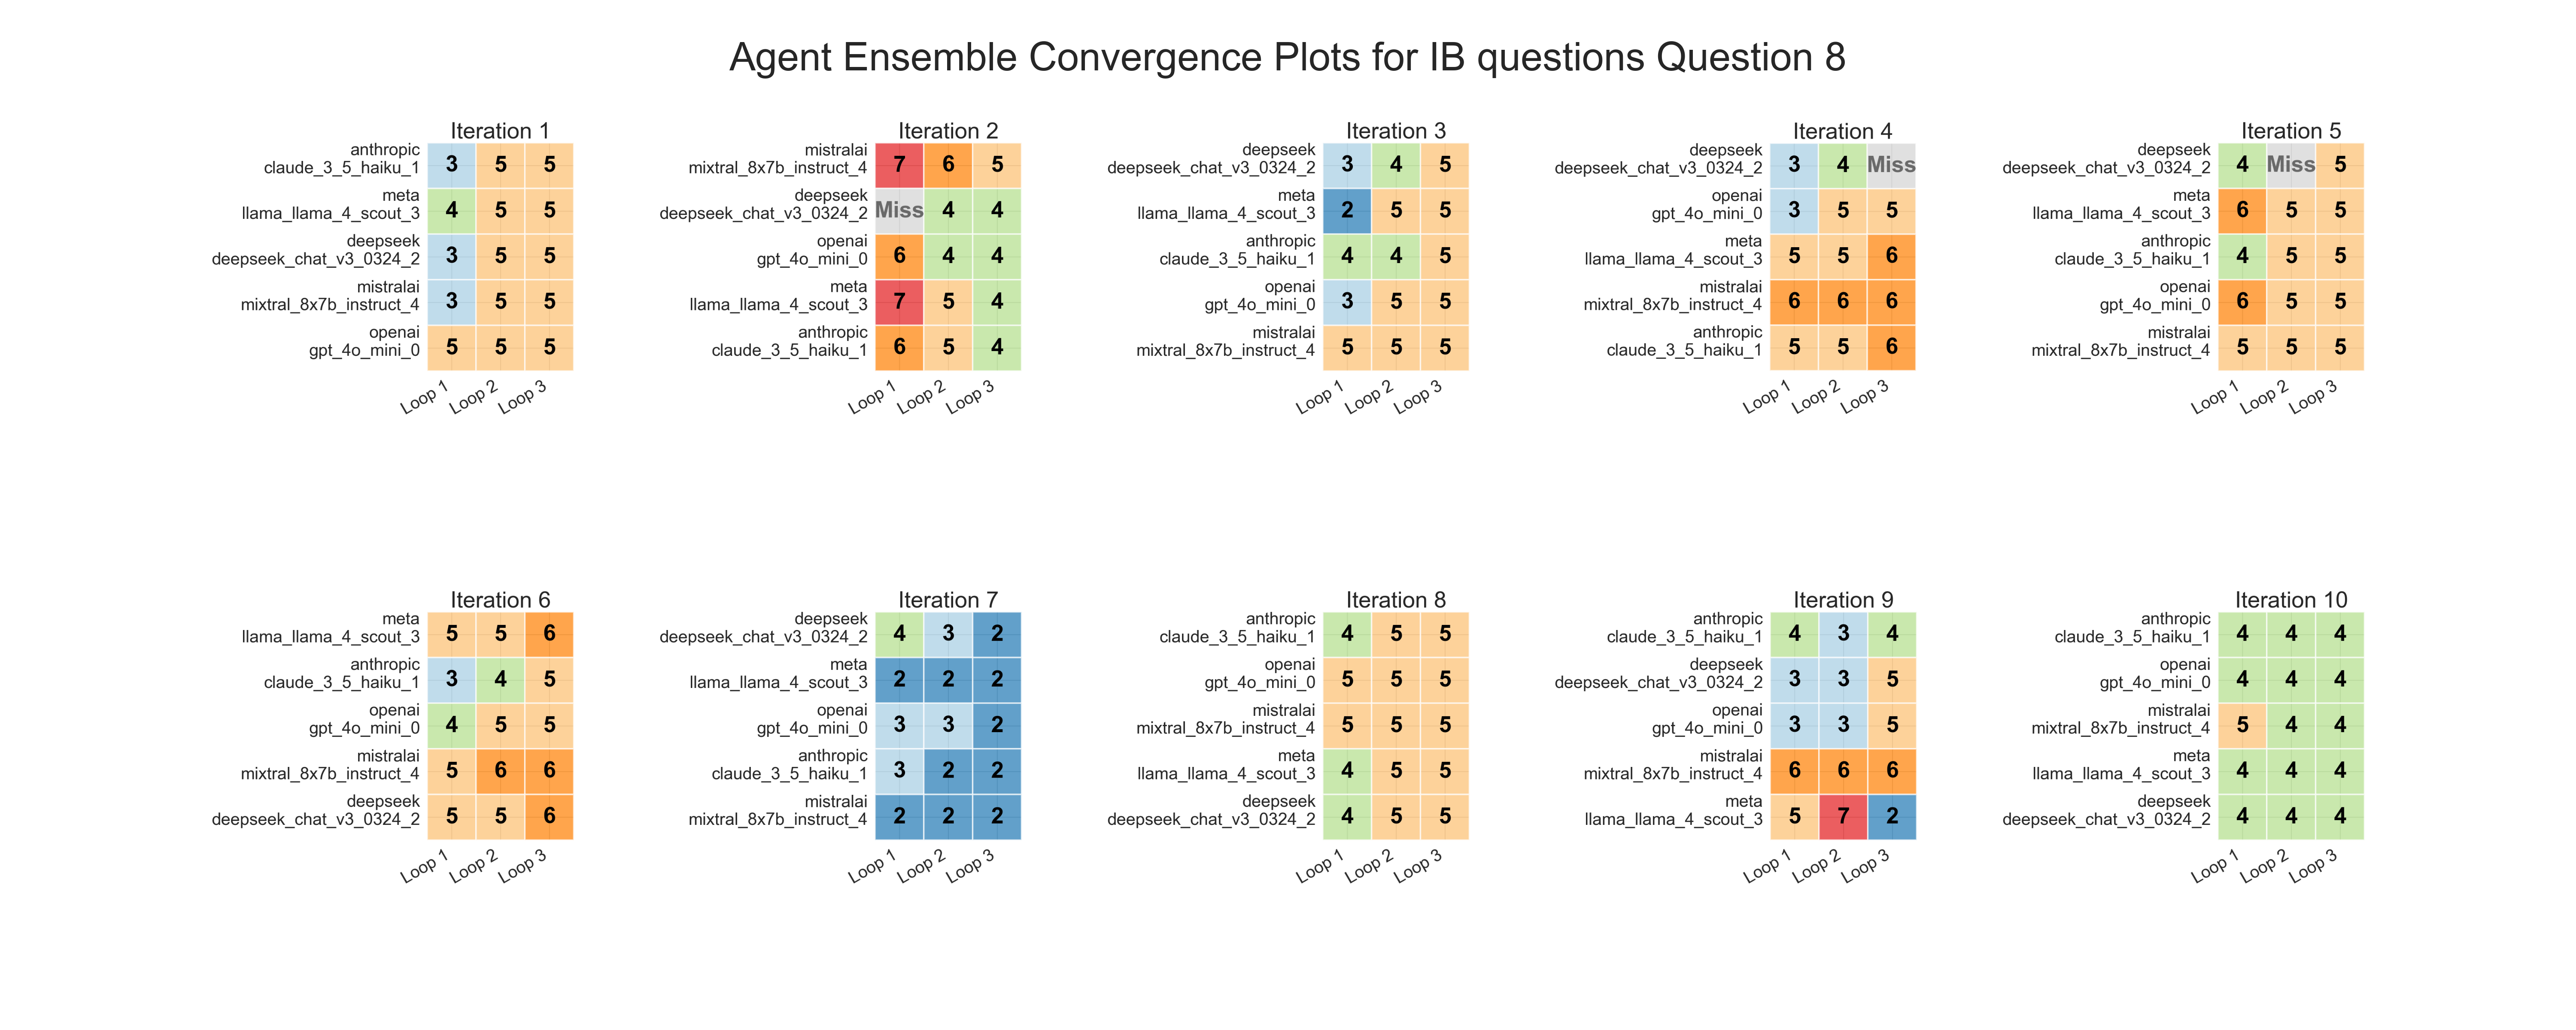 Agent Ensemble Convergence Plots for IB questions Question 8
Iteration 1
anthropic
claude_3_5_haiku_1
3 5 5
meta
llama_llama_4_scout_3
4 5 5
deepseek
deepseek_chat_v3_0324_2
3 5 5
mistralai
mixtral_8x7b_instruct_4
3 5 5
openai
gpt_4o_mini_0
5 5 5
Loop 1 Loop 2 Loop 3
Iteration 2
mistralai
mixtral_8x7b_instruct_4
7 6 5
deepseek
deepseek_chat_v3_0324_2
Miss 4 4
openai
gpt_4o_mini_0
6 4 4
meta
llama_llama_4_scout_3
7 5 4
anthropic
claude_3_5_haiku_1
6 5 4
Loop 1 Loop 2 Loop 3
Iteration 3
deepseek
deepseek_chat_v3_0324_2
3 4 5
meta
llama_llama_4_scout_3
2 5 5
anthropic
claude_3_5_haiku_1
4 4 5
openai
gpt_4o_mini_0
3 5 5
mistralai
mixtral_8x7b_instruct_4
5 5 5
Loop 1 Loop 2 Loop 3
Iteration 4
deepseek
deepseek_chat_v3_0324_2
3 4 Miss
openai
gpt_4o_mini_0
3 5 5
meta
llama_llama_4_scout_3
5 5 6
mistralai
mixtral_8x7b_instruct_4
6 6 6
anthropic
claude_3_5_haiku_1
5 5 6
Loop 1 Loop 2 Loop 3
Iteration 5
deepseek
deepseek_chat_v3_0324_2
4 Miss 5
meta
llama_llama_4_scout_3
6 5 5
anthropic
claude_3_5_haiku_1
4 5 5
openai
gpt_4o_mini_0
6 5 5
mistralai
mixtral_8x7b_instruct_4
5 5 5
Loop 1 Loop 2 Loop 3
Iteration 6
meta
llama_llama_4_scout_3
5 5 6
anthropic
claude_3_5_haiku_1
3 4 5
openai
gpt_4o_mini_0
4 5 5
mistralai
mixtral_8x7b_instruct_4
5 6 6
deepseek
deepseek_chat_v3_0324_2
5 5 6
Loop 1 Loop 2 Loop 3
Iteration 7
deepseek
deepseek_chat_v3_0324_2
4 3 2
meta
llama_llama_4_scout_3
2 2 2
openai
gpt_4o_mini_0
3 3 2
anthropic
claude_3_5_haiku_1
3 2 2
mistralai
mixtral_8x7b_instruct_4
2 2 2
Loop 1 Loop 2 Loop 3
Iteration 8
anthropic
claude_3_5_haiku_1
4 5 5
openai
gpt_4o_mini_0
5 5 5
mistralai
mixtral_8x7b_instruct_4
5 5 5
meta
llama_llama_4_scout_3
4 5 5
deepseek
deepseek_chat_v3_0324_2
4 5 5
Loop 1 Loop 2 Loop 3
Iteration 9
anthropic
claude_3_5_haiku_1
4 3 4
deepseek
deepseek_chat_v3_0324_2
3 3 5
openai
gpt_4o_mini_0
3 3 5
mistralai
mixtral_8x7b_instruct_4
6 6 6
meta
llama_llama_4_scout_3
5 7 2
Loop 1 Loop 2 Loop 3
Iteration 10
anthropic
claude_3_5_haiku_1
4 4 4
openai
gpt_4o_mini_0
4 4 4
mistralai
mixtral_8x7b_instruct_4
5 4 4
meta
llama_llama_4_scout_3
4 4 4
deepseek
deepseek_chat_v3_0324_2
4 4 4
Loop 1 Loop 2 Loop 3